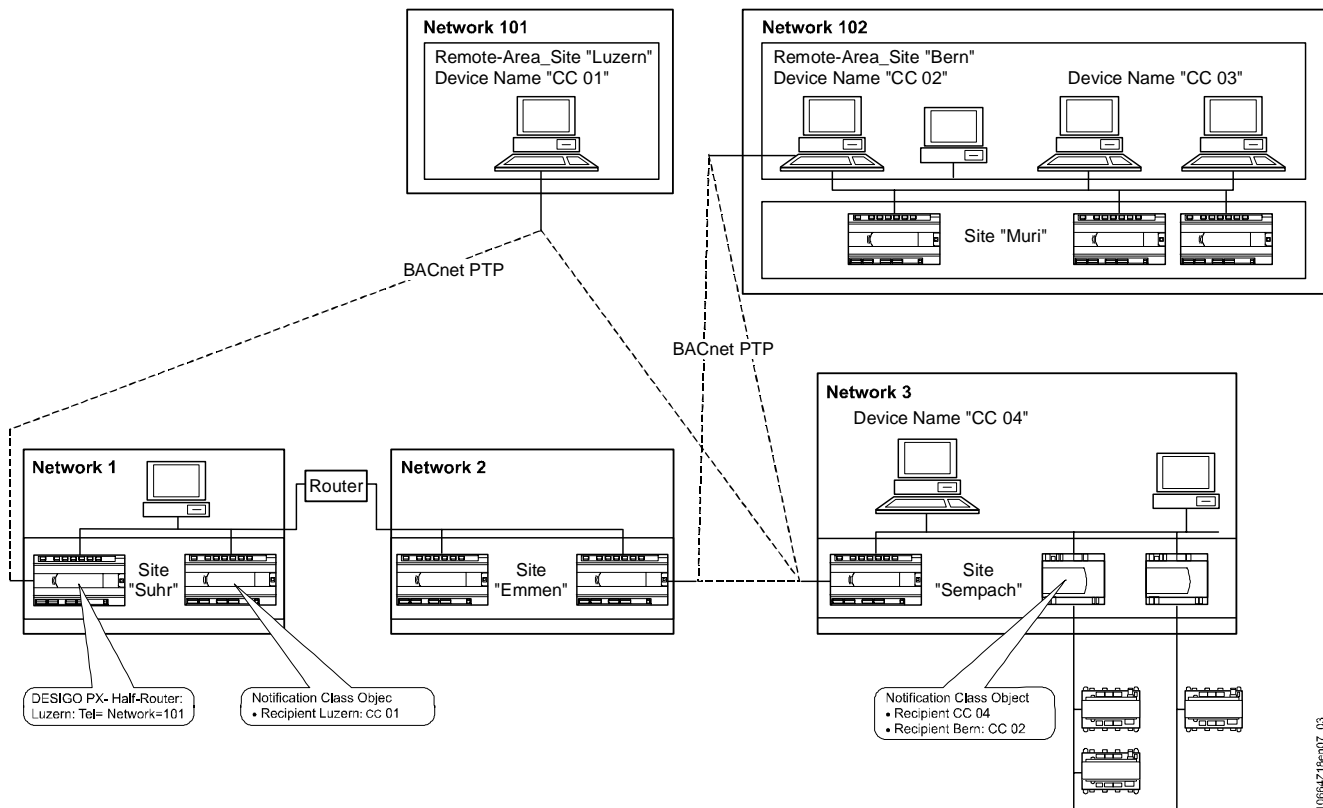 Network 101
Remote-Area_Site "Luzern"
Device Name "CC 01"
Network 102
Remote-Area_Site "Bern"
Device Name "CC 02"
Device Name "CC 03"
Site "Muri"
BACnet PTP
BACnet PTP
Network 3
Device Name "CC 04"
Network 1
Router
Network 2
Site
"Suhr"
Site
"Emmen"
Site
"Sempach"
DESIGO PX- Half-Router:
Luzern: Tel= Network=101
Notification Class Objec
• Recipient Luzern: CC 01
Notification Class Object
• Recipient CC 04
• Recipient Bern: CC 02
10664Z18en07_03